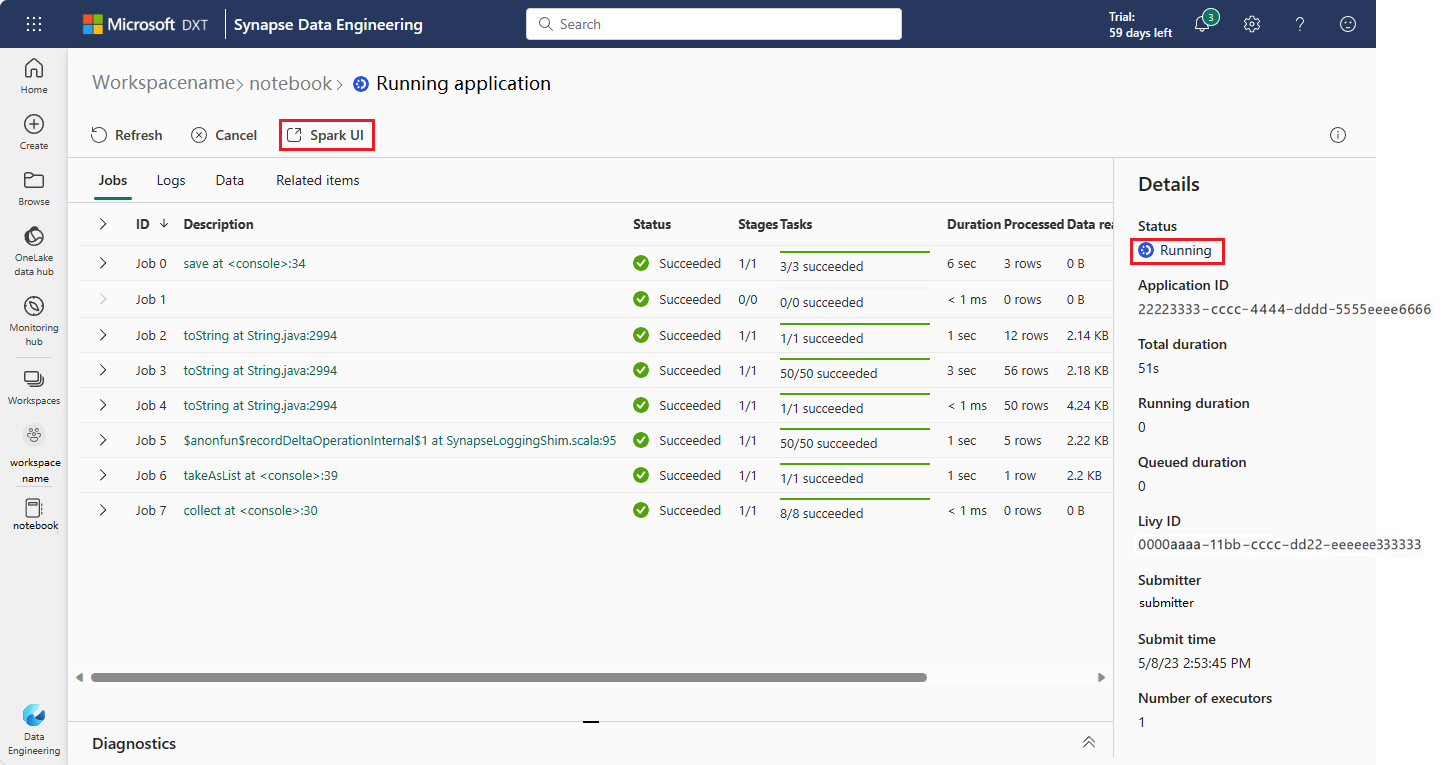 Microsoft DXT Synapse Data Engineering Search Trial: 3
59 days left
Home
Create
Browse
OneLake
data hub
Monitoring
hub
Workspaces
workspace
name
notebook
Data
Engineering
Workspacename > notebook > Running application
Refresh Cancel Spark UI
Jobs Logs Data Related items
ID ↓ Description Status Stages Tasks Duration Processed Data rea
Job 0 save at <console>:34 Succeeded 1/1 3/3 succeeded 6 sec 3 rows 0 B
Job 1 Succeeded 0/0 0/0 succeeded < 1 ms 0 rows 0 B
Job 2 toString at String.java:2994 Succeeded 1/1 1/1 succeeded 1 sec 12 rows 2.14 KB
Job 3 toString at String.java:2994 Succeeded 1/1 50/50 succeeded 3 sec 56 rows 2.18 KB
Job 4 toString at String.java:2994 Succeeded 1/1 1/1 succeeded < 1 ms 50 rows 4.24 KB
Job 5 $anonfun$recordDeltaOperationInternal$1 at SynapseLoggingShim.scala:95 Succeeded 1/1 50/50 succeeded 1 sec 5 rows 2.22 KB
Job 6 takeAsList at <console>:39 Succeeded 1/1 1/1 succeeded 1 sec 1 row 2.2 KB
Job 7 collect at <console>:30 Succeeded 1/1 8/8 succeeded < 1 ms 0 rows 0 B
Diagnostics
Details
Status
Running
Application ID
22223333-cccc-4444-dddd-5555eeee6666
Total duration
51s
Running duration
0
Queued duration
0
Livy ID
0000aaaa-11bb-cccc-dd22-eeeeee333333
Submitter
submitter
Submit time
5/8/23 2:53:45 PM
Number of executors
1